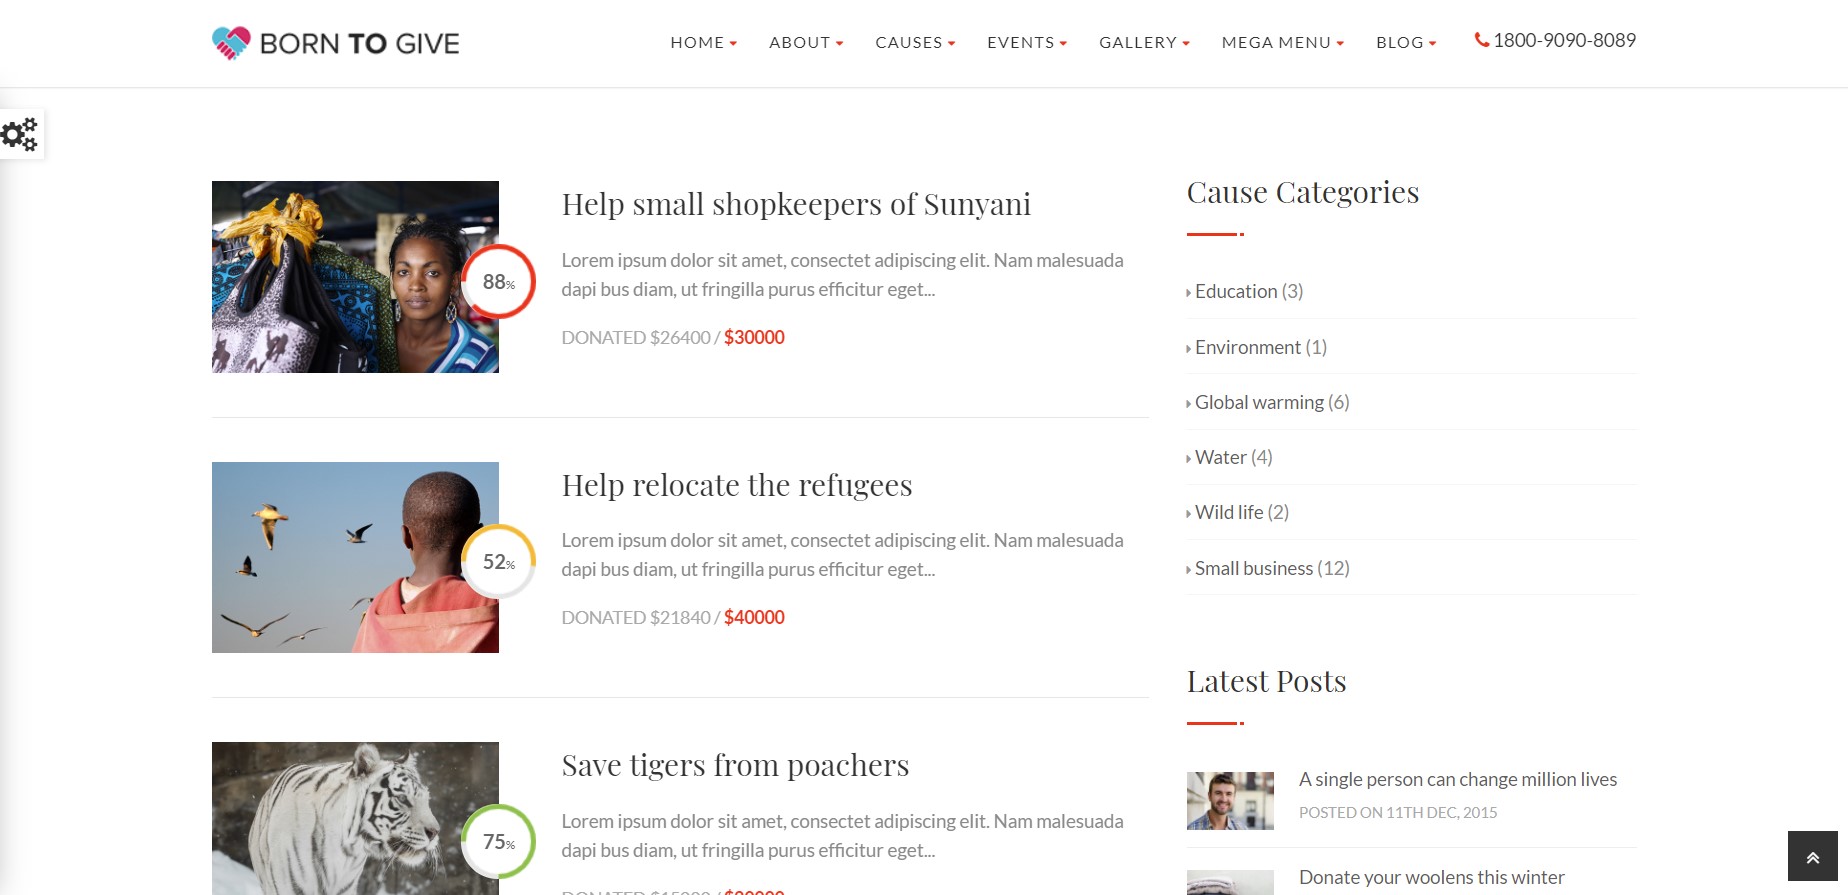 BORN TO GIVE
HOME
ABOUT
CAUSES
EVENTS
GALLERY
MEGA MENU
BLOG
1800-9090-8089
Help small shopkeepers of Sunyani
88%
Lorem ipsum dolor sit amet, consectet adipiscing elit. Nam malesuada
dapi bus diam, ut fringilla purus efficitur eget...
DONATED $26400 / $30000
Help relocate the refugees
52%
Lorem ipsum dolor sit amet, consectet adipiscing elit. Nam malesuada
dapi bus diam, ut fringilla purus efficitur eget...
DONATED $21840 / $40000
Save tigers from poachers
75%
Lorem ipsum dolor sit amet, consectet adipiscing elit. Nam malesuada
dapi bus diam, ut fringilla purus efficitur eget...
DONATED
Cause Categories
Education (3)
Environment (1)
Global warming (6)
Water (4)
Wild life (2)
Small business (12)
Latest Posts
A single person can change million lives
POSTED ON 11TH DEC, 2015
Donate your woolens this winter